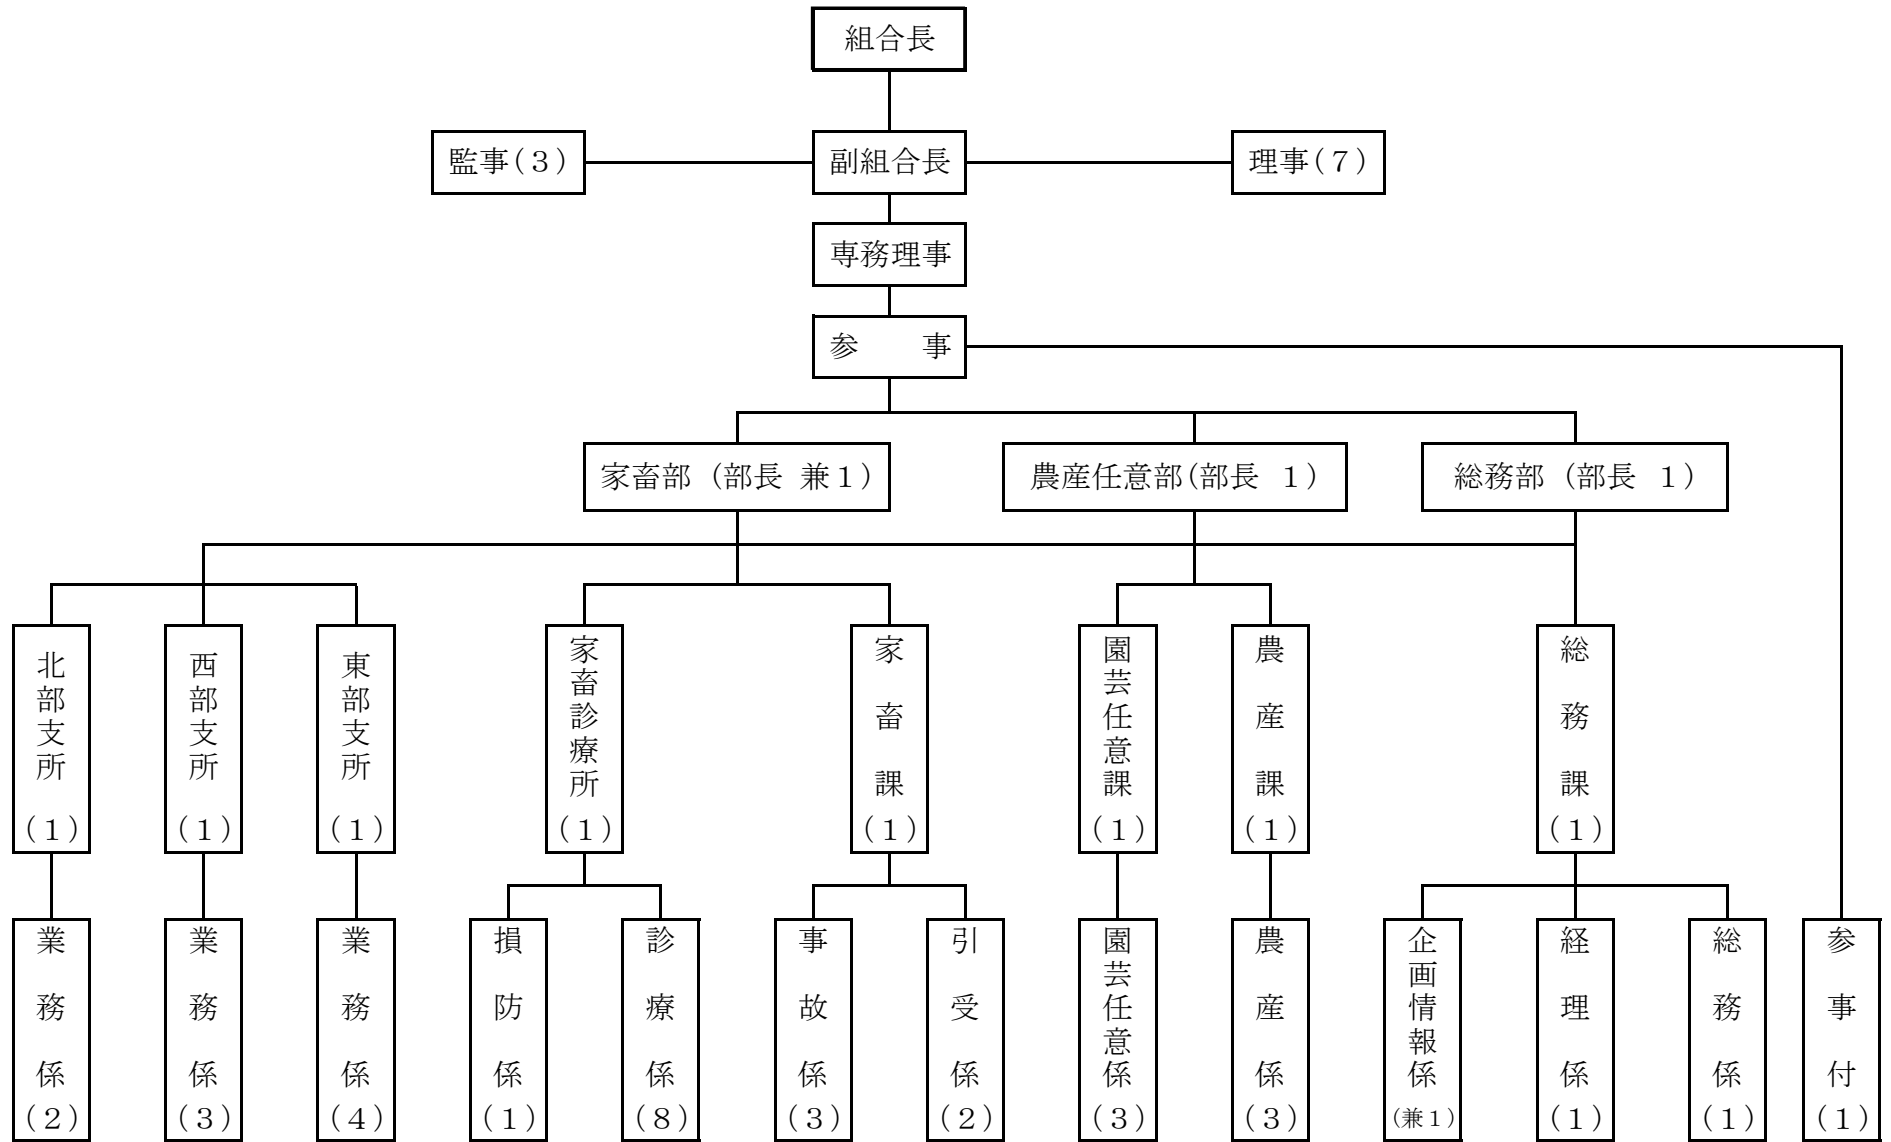 組合長
監事(３)
副組合長
理事(７)
専務理事
参　　事
家畜部 (部長 兼１)
農産任意部(部長 １)
総務部 (部長 １)
北部支所(１)
西部支所(１)
東部支所(１)
家畜診療所(１)
家畜課(１)
園芸任意課(１)
農産課(１)
総務課(１)
業務係(２)
業務係(３)
業務係(４)
損防係(１)
診療係(８)
事故係(３)
引受係(２)
園芸任意係(３)
農産係(３)
企画情報係(兼１)
経理係(１)
総務係(１)
参事付(１)